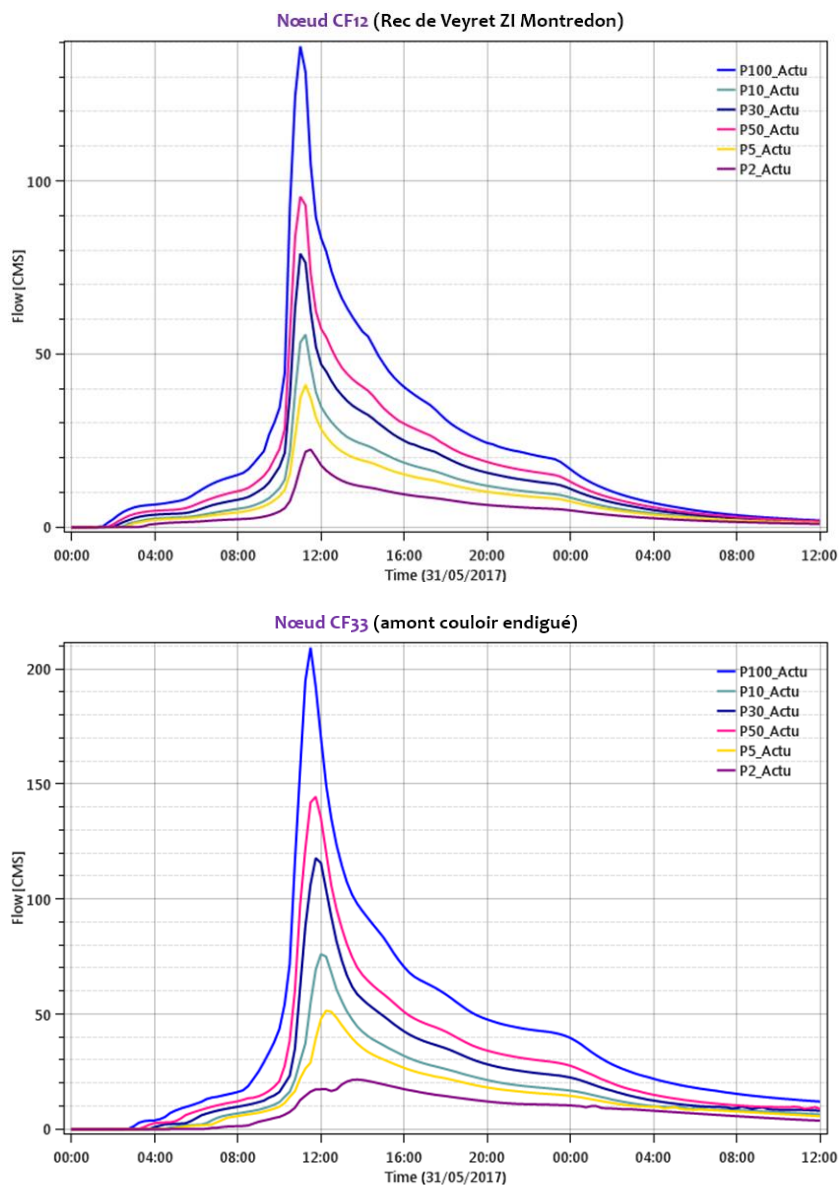 Nœud CF12 (Rec de Veyret ZI Montredon)
P100_Actu
P10_Actu
P30_Actu
P50_Actu
P5_Actu
P2_Actu
100
50
0
Flow [CMS]
00:00 04:00 08:00 12:00 16:00 20:00 00:00 04:00 08:00 12:00
Time (31/05/2017)
Nœud CF33 (amont couloir endigué)
P100_Actu
P10_Actu
P30_Actu
P50_Actu
P5_Actu
P2_Actu
200
150
100
50
0
Flow [CMS]
00:00 04:00 08:00 12:00 16:00 20:00 00:00 04:00 08:00 12:00
Time (31/05/2017)